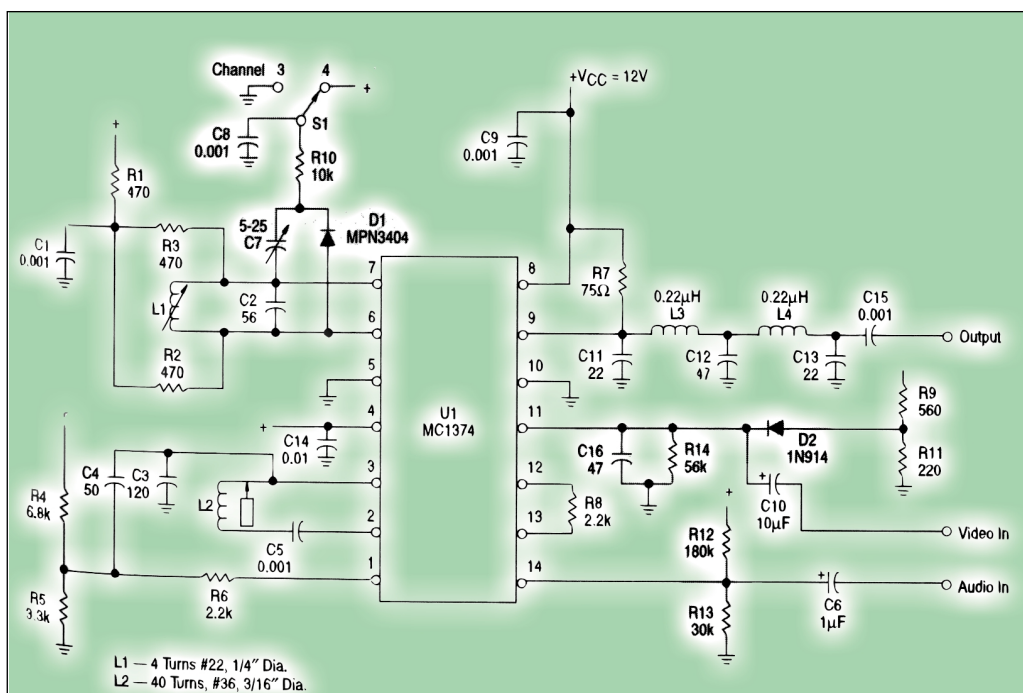 Channel 3 4
+
S1
C8
0.001
R10
10k
+
R1
470
C1
0.001
R3
470
5-25
C7
D1
MPN3404
L1
C2
56
R2
470
7
6
5
4
3
2
1
+
C14
0.01
C4
50
C3
120
L2
C5
0.001
R4
6.8k
R5
3.3k
R6
2.2k
U1
MC1374
+VCC = 12V
C9
0.001
8
9
10
11
12
13
14
R7
75Ω
0.22µH
L3
0.22µH
L4
C15
0.001
Output
C11
22
C12
47
C13
22
R9
560
R11
220
D2
1N914
C16
47
R14
56k
+
C10
10µF
Video In
R8
2.2k
+
R12
180k
R13
30k
+
C6
1µF
Audio In
L1 — 4 Turns #22, 1/4" Dia.
L2 — 40 Turns, #36, 3/16" Dia.